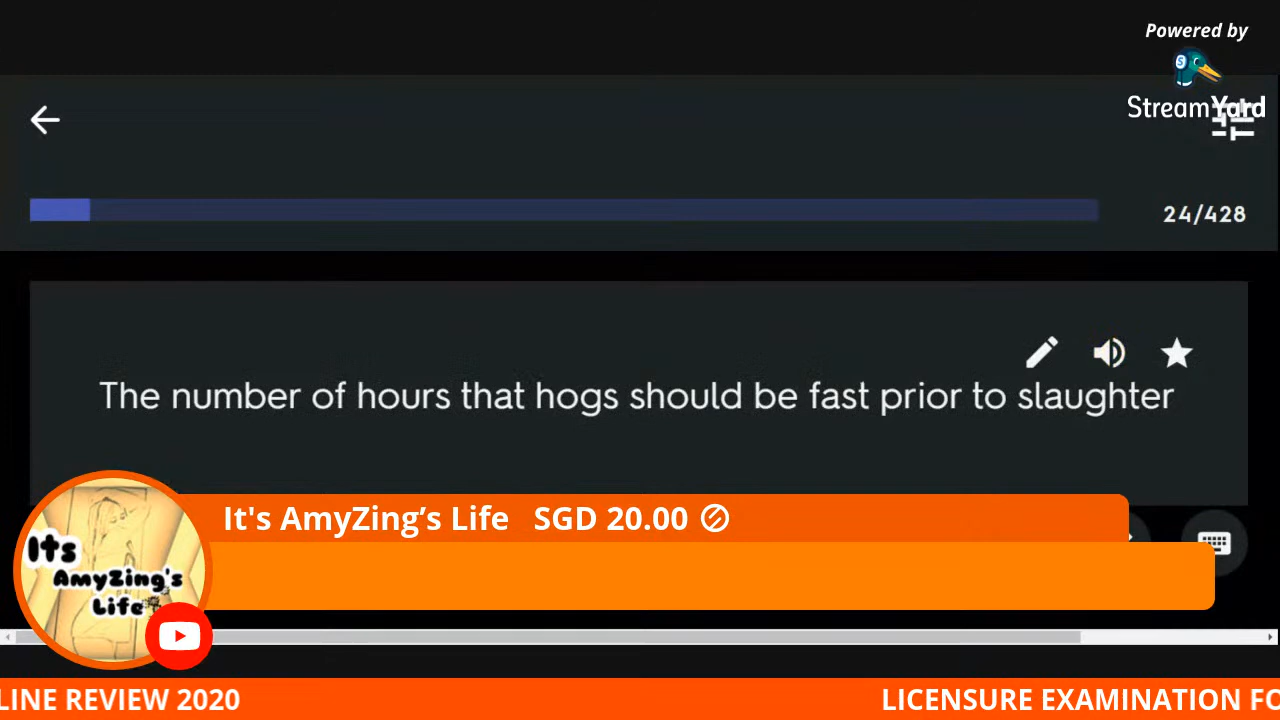 Powered by
StreamYard
24/428
The number of hours that hogs should be fast prior to slaughter
It's AmyZing’s Life SGD 20.00
Its
AmyZing's
Life
LINE REVIEW 2020 LICENSURE EXAMINATION FO